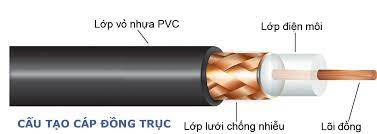 Lớp vỏ nhựa PVC
Lớp điện môi
Lớp lưới chống nhiễu
Lõi đồng
CẤU TẠO CÁP ĐỒNG TRỤC